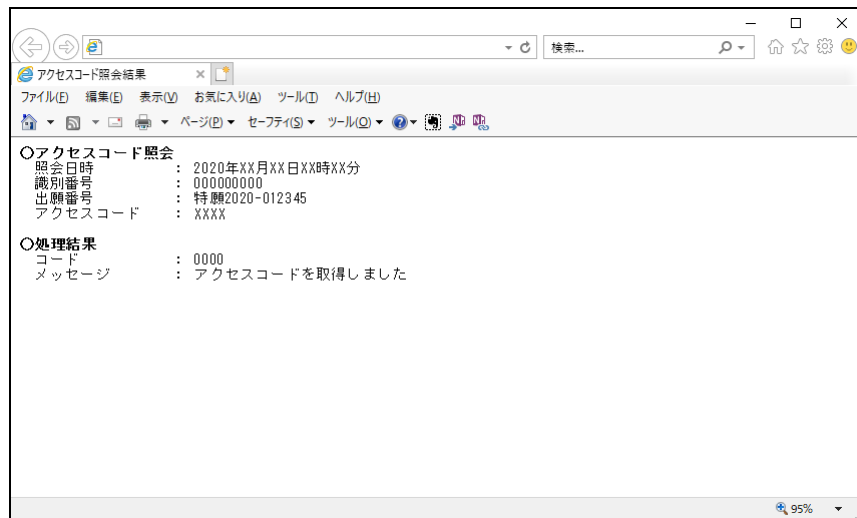 検索...
アクセスコード照会結果
ファイル(F) 編集(E) 表示(V) お気に入り(A) ツール(T) ヘルプ(H)
ページ(P) セーフティ(S) ツール(O)
○アクセスコード照会
照会日時 : 2020年XX月XX日XX時XX分
識別番号 : 000000000
出願番号 : 特願2020-012345
アクセスコード : XXXX
○処理結果
コード : 0000
メッセージ : アクセスコードを取得しました
95%